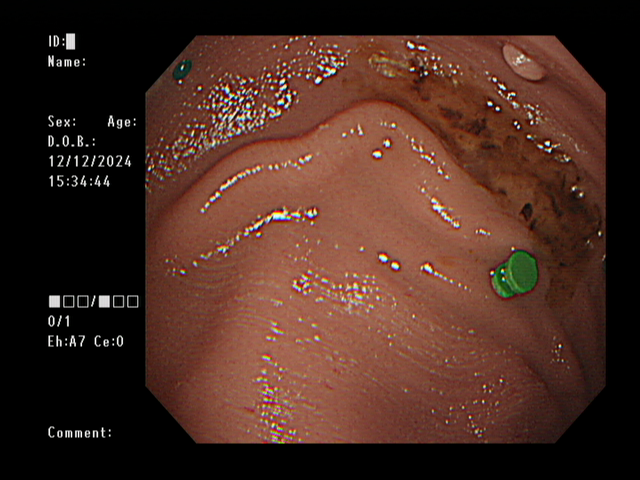 ID:
Name:
Sex: Age:
D.O.B.:
12/12/2024
15:34:44
■□□/■□□
0/1
Eh:A7 Ce:0
Comment: